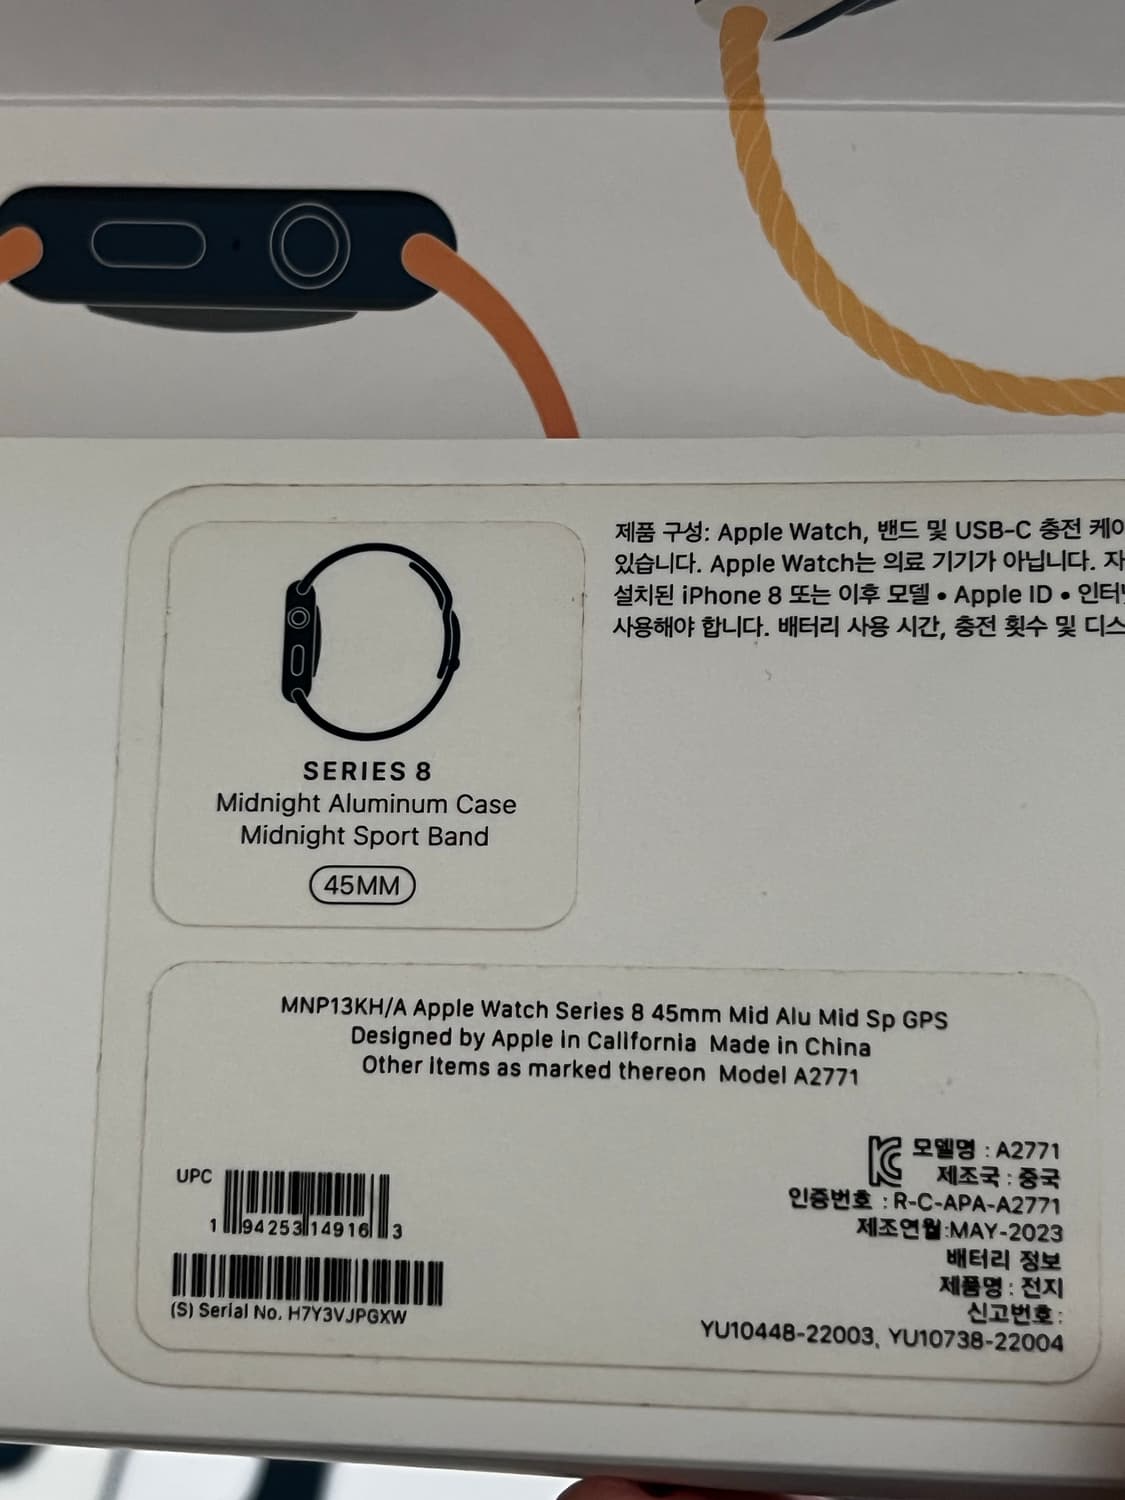 제품 구성: Apple Watch, 밴드 및 USB-C 충전
있습니다. Apple Watch는 의료 기기가 아닙니다.
설치된 iPhone 8 또는 이후 모델 • Apple ID •
사용해야 합니다. 배터리 사용 시간, 충전 횟수 및
SERIES 8
Midnight Aluminum Case
Midnight Sport Band
45MM
MNP13KH/A Apple Watch Series 8 45mm Mid Alu Mid Sp GPS
Designed by Apple in California Made in China
Other items as marked thereon Model A2771
UPC
1 94253 14916 3
(S) Serial No. H7Y3VJPGXW
모델명 : A2771
제조국 : 중국
인증번호 : R-C-APA-A2771
제조연월:MAY-2023
배터리 정보
제품명 : 전지
신고번호 :
YU10448-22003, YU10738-22004